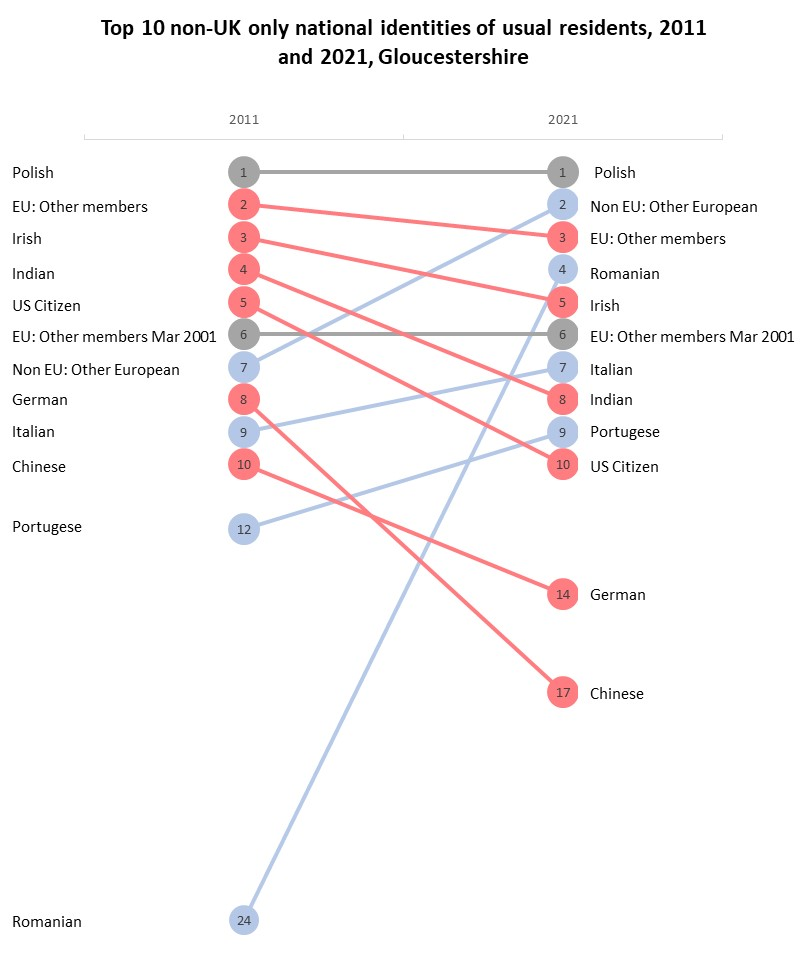 Top 10 non-UK only national identities of usual residents, 2011
and 2021, Gloucestershire
2011 2021
Polish 1 1 Polish
EU: Other members 2 2 Non EU: Other European
Irish 3 3 EU: Other members
Indian 4 4 Romanian
US Citizen 5 5 Irish
EU: Other members Mar 2001 6 6 EU: Other members Mar 2001
Non EU: Other European 7 7 Italian
German 8 8 Indian
Italian 9 9 Portugese
Chinese 10 10 US Citizen
Portugese 12
14 German
17 Chinese
Romanian 24